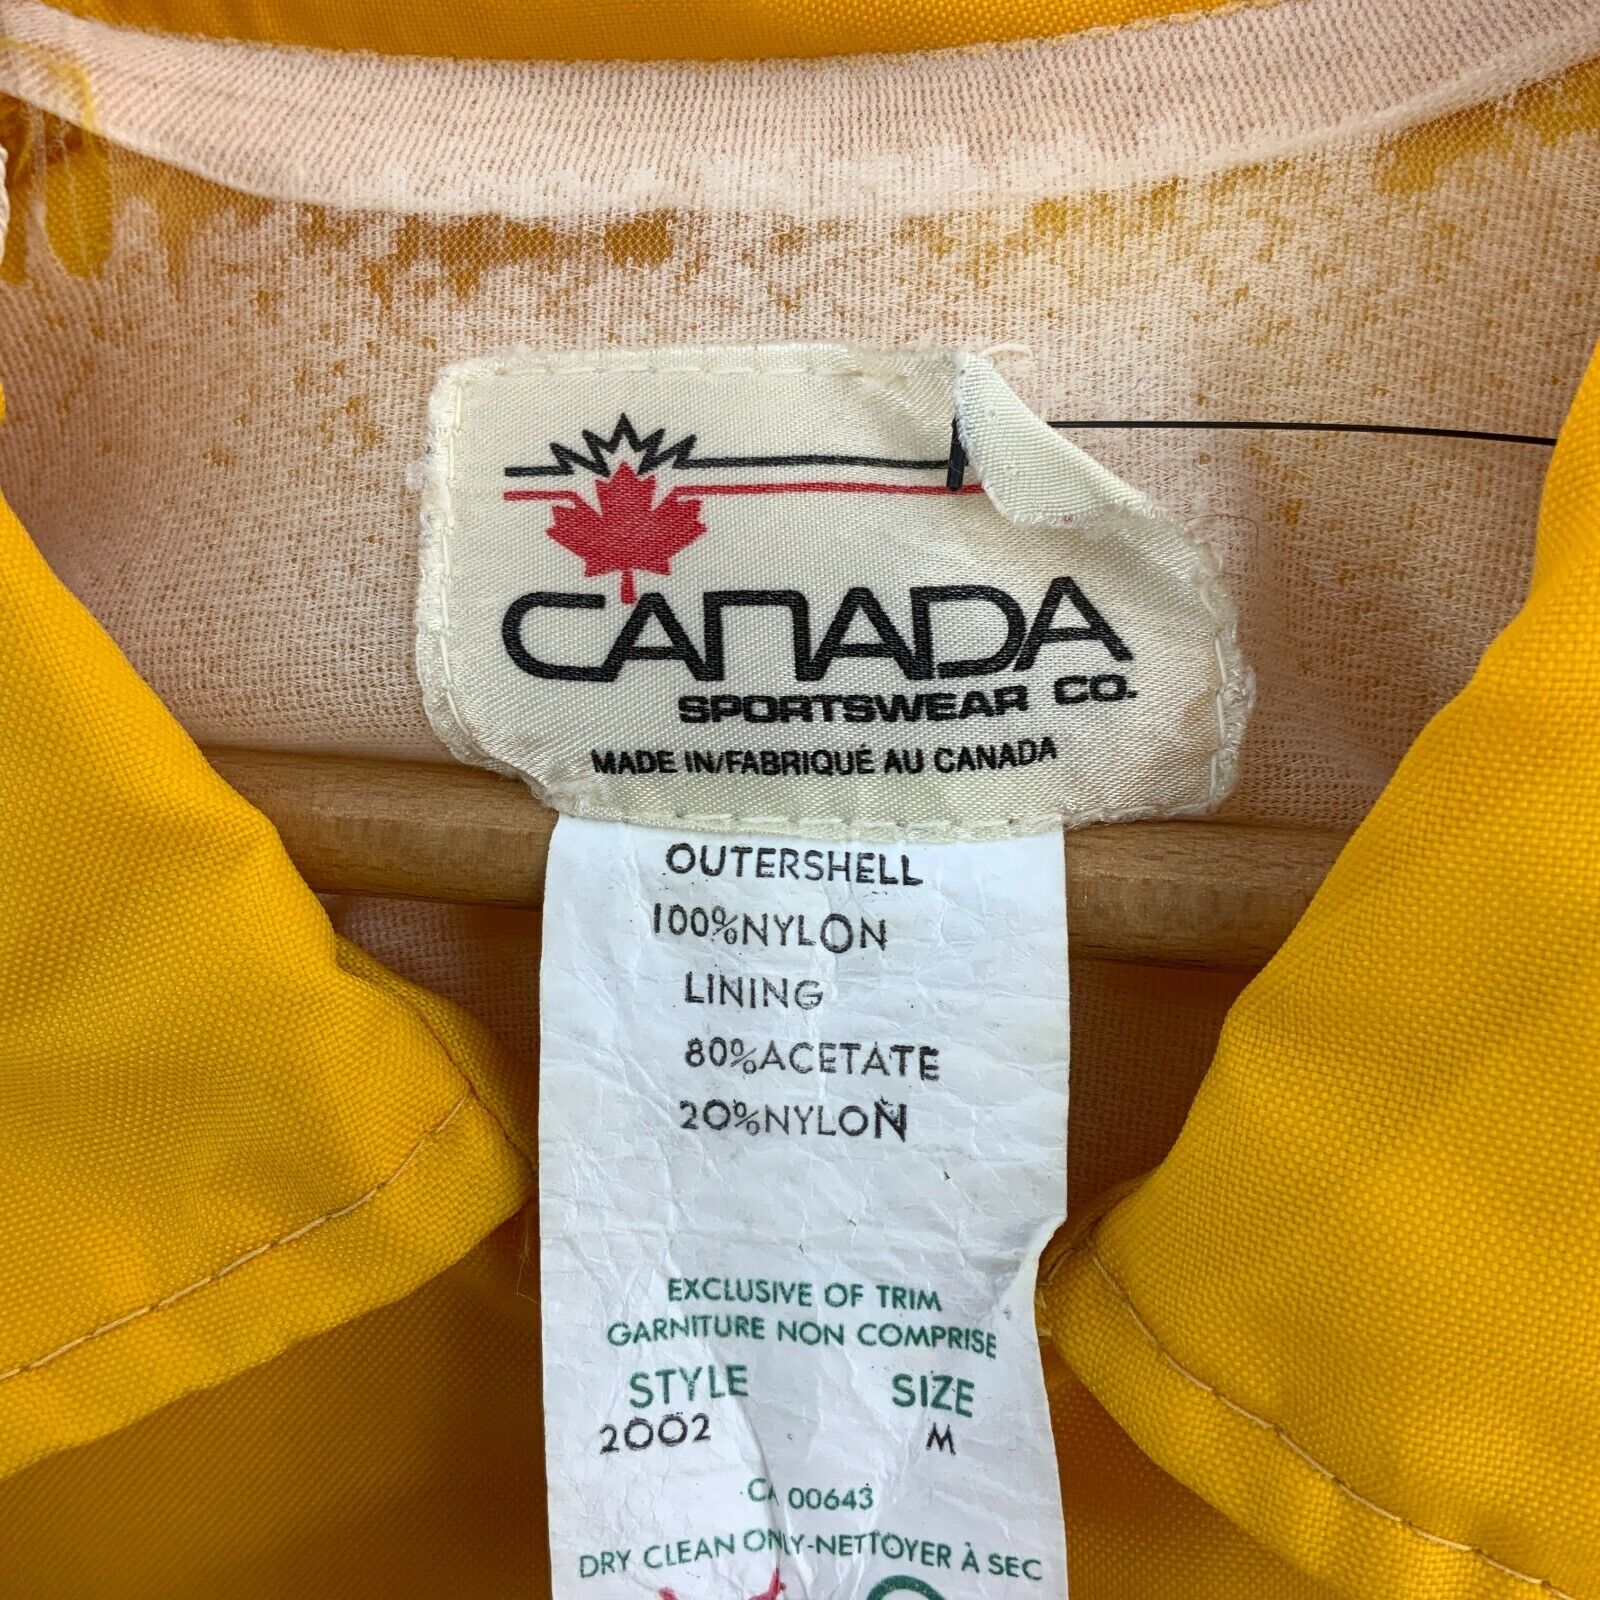 CANADA
SPORTSWEAR CO.
MADE IN/FABRIQUÉ AU CANADA
OUTERSHELL
100%NYLON
LINING
80%ACETATE
20%NYLON
EXCLUSIVE OF TRIM
GARNITURE NON COMPRISE
STYLE SIZE
2002 M
CA 00643
DRY CLEAN ONLY-NETTOYER À SEC